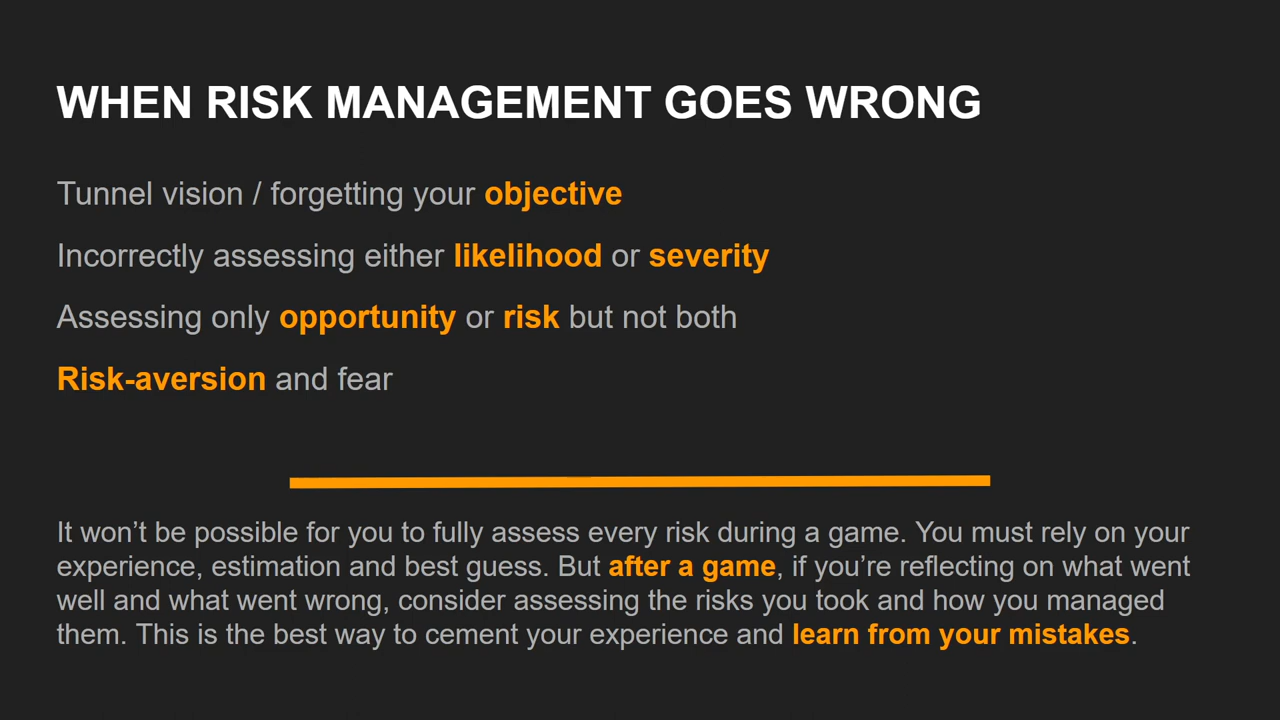 WHEN RISK MANAGEMENT GOES WRONG
Tunnel vision / forgetting your objective
Incorrectly assessing either likelihood or severity
Assessing only opportunity or risk but not both
Risk-aversion and fear
It won’t be possible for you to fully assess every risk during a game. You must rely on your
experience, estimation and best guess. But after a game, if you’re reflecting on what went
well and what went wrong, consider assessing the risks you took and how you managed
them. This is the best way to cement your experience and learn from your mistakes.